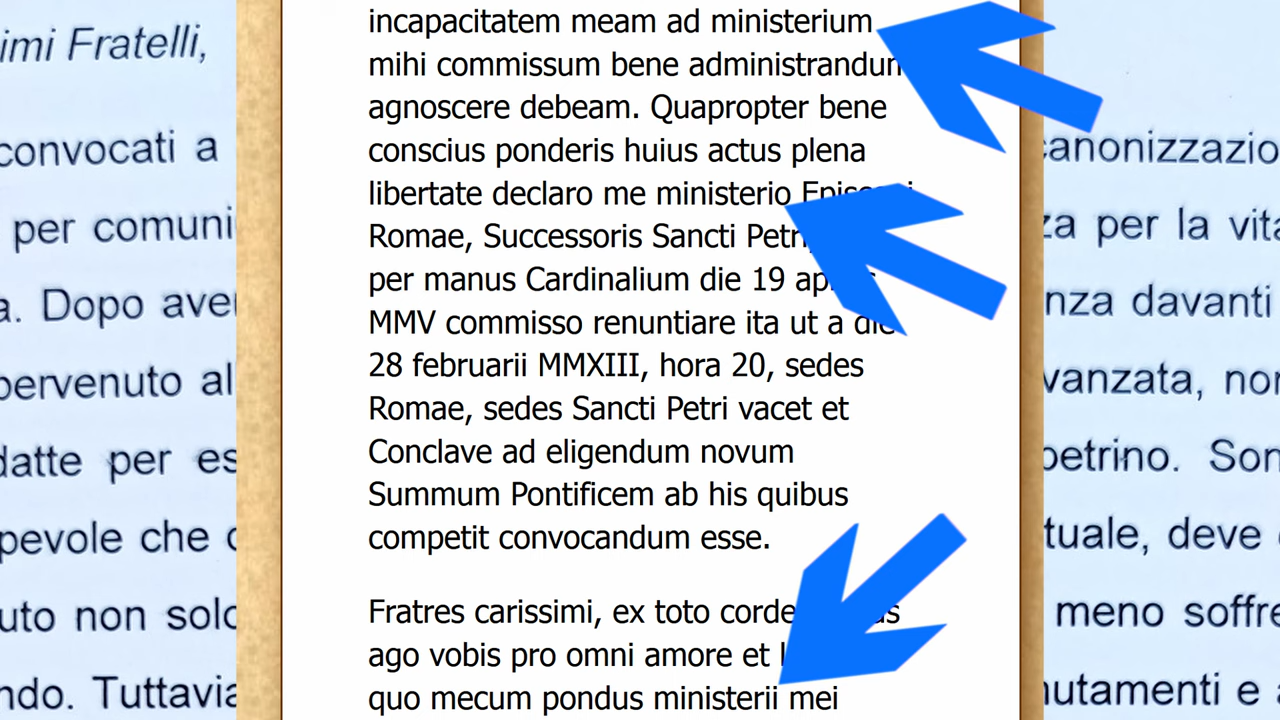 Fratelli,
convocati a
per comuni
a. Dopo ave
pervenuto al
datte per es
pevole che
uto non solo
ndo. Tuttavia
incapacitatem meam ad ministerium
mihi commissum bene
agnoscere debeam. Quapropter bene
conscius ponderis huius actus plena
libertate declaro me ministerio
Romae, Successoris Sancti
per manus Cardinalium die 19
MMV commisso renuntiare ita ut a die
28 februarii MMXIII, hora 20, sedes
Romae, sedes Sancti Petri vacet et
Conclave ad eligendum novum
Summum Pontificem ab his quibus
competit convocandum esse.
Fratres carissimi, ex toto corde
ago vobis pro omni amore et
quo mecum pondus ministerii mei
canonizzazio
za per la vita
nza davanti
vanzata, non
petrino. Son
tuale, deve
meno soffre
nutamenti e a